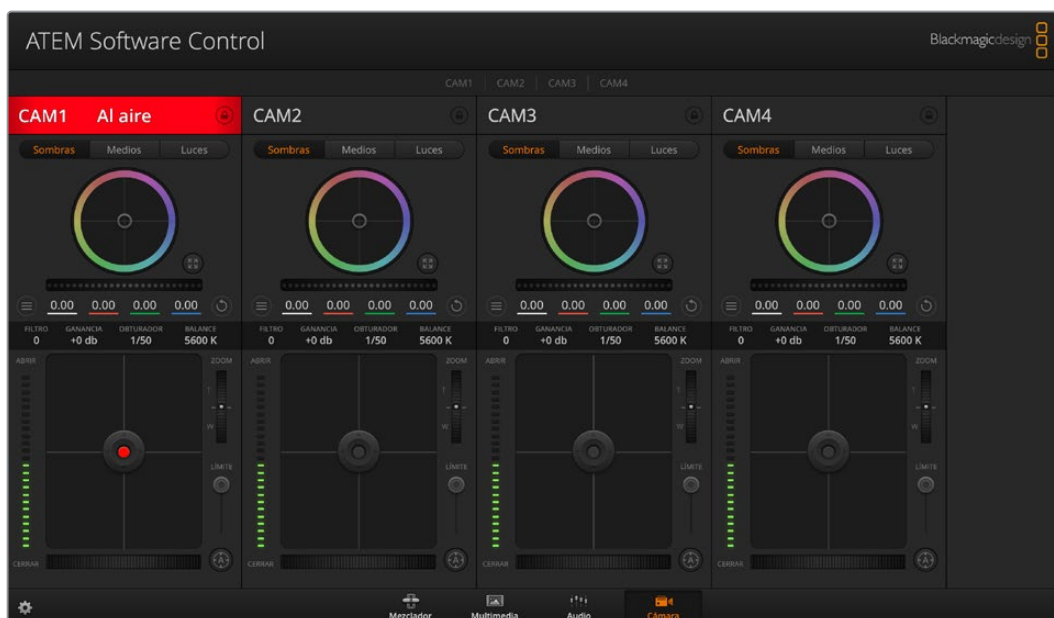 ATEM Software Control
Blackmagicdesign
CAM1 CAM2 CAM3 CAM4
CAM1 Al aire CAM2 CAM3 CAM4
Sombras Medios Luces Sombras Medios Luces Sombras Medios Luces Sombras Medios Luces
0.00 0.00 0.00 0.00 0.00 0.00 0.00 0.00 0.00 0.00 0.00 0.00 0.00 0.00 0.00 0.00
FILTRO GANANCIA OBTURADOR BALANCE FILTRO GANANCIA OBTURADOR BALANCE FILTRO GANANCIA OBTURADOR BALANCE FILTRO GANANCIA OBTURADOR BALANCE
0 +0 db 1/50 5600 K 0 +0 db 1/50 5600 K 0 +0 db 1/50 5600 K 0 +0 db 1/50 5600 K
ABRIR ZOOM ABRIR ZOOM ABRIR ZOOM ABRIR ZOOM
T T T T
W W W W
LÍMITE LÍMITE LÍMITE LÍMITE
CERRAR A CERRAR A CERRAR A CERRAR A
Mezclador Multimedia Audio Cámara